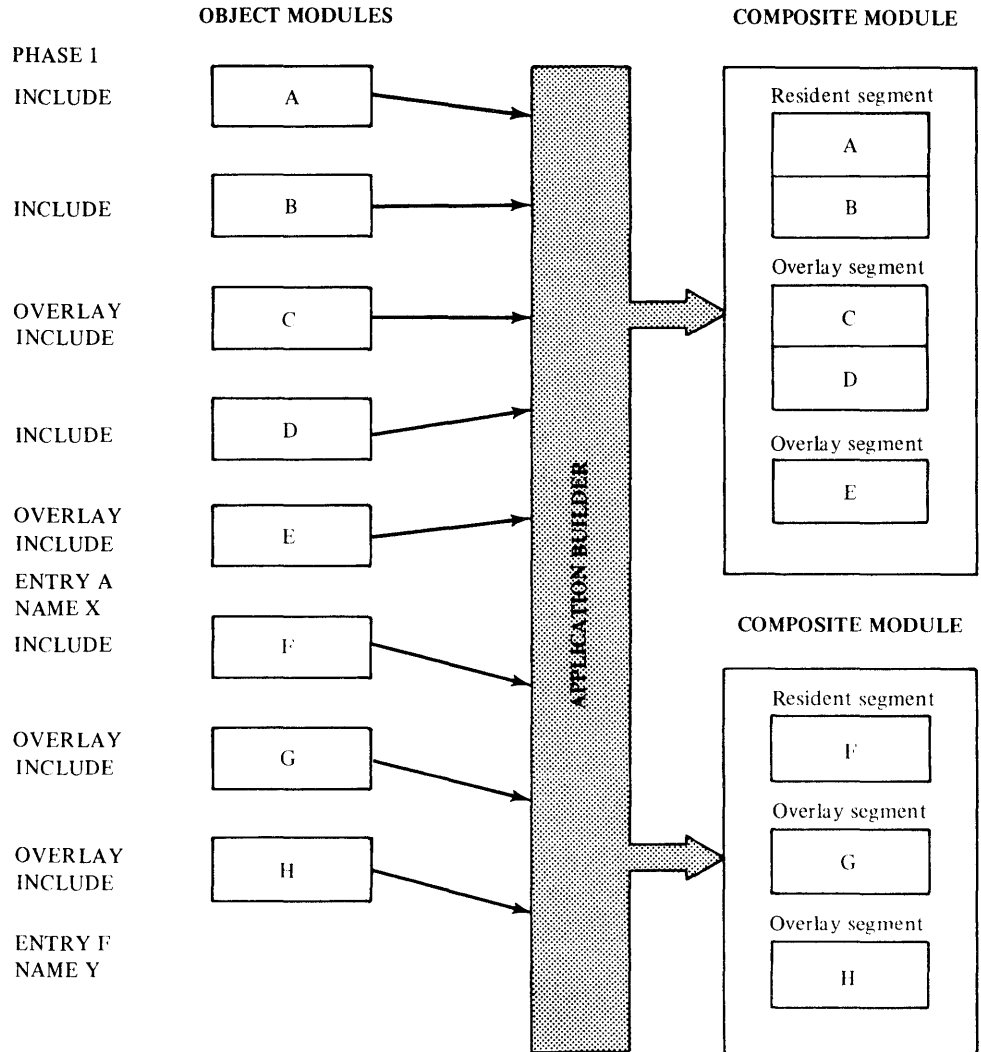 OBJECT MODULES
COMPOSITE MODULE
PHASE 1
INCLUDE
A
INCLUDE
B
OVERLAY
INCLUDE
C
INCLUDE
D
OVERLAY
INCLUDE
E
ENTRY A
NAME X
INCLUDE
F
OVERLAY
INCLUDE
G
OVERLAY
INCLUDE
H
ENTRY F
NAME Y
APPLICATION BUILDER
Resident segment
A
B
Overlay segment
C
D
Overlay segment
E
COMPOSITE MODULE
Resident segment
F
Overlay segment
G
Overlay segment
H